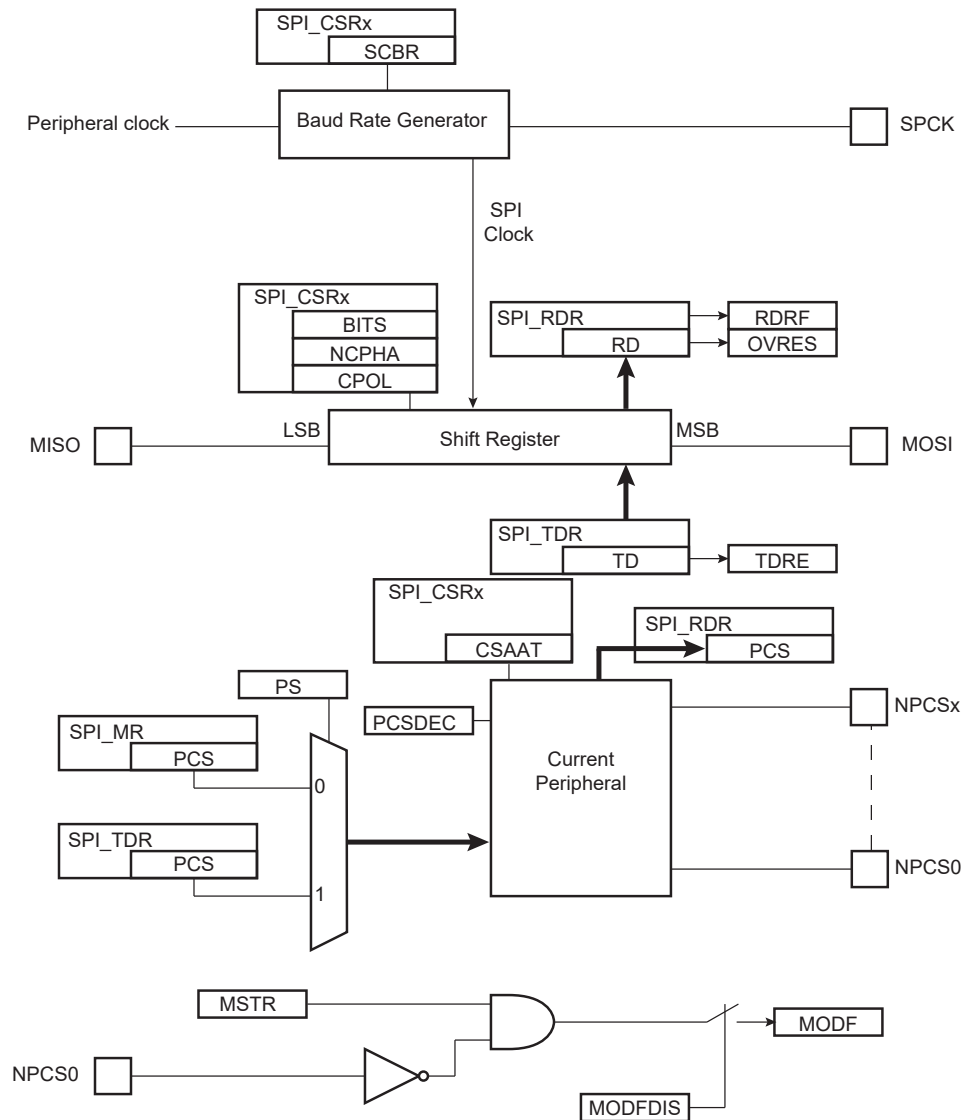 SPI_CSRx
SCBR
Peripheral clock
Baud Rate Generator
SPCK
SPI
Clock
SPI_CSRx
BITS
NCPHA
CPOL
SPI_RDR
RD
RDRF
OVRES
MISO
LSB
Shift Register
MSB
MOSI
SPI_TDR
TD
TDRE
SPI_CSRx
CSAAT
SPI_RDR
PCS
PS
PCSDEC
NPCSx
SPI_MR
PCS
0
Current
Peripheral
SPI_TDR
PCS
1
NPCS0
MSTR
MODF
NPCS0
MODFDIS